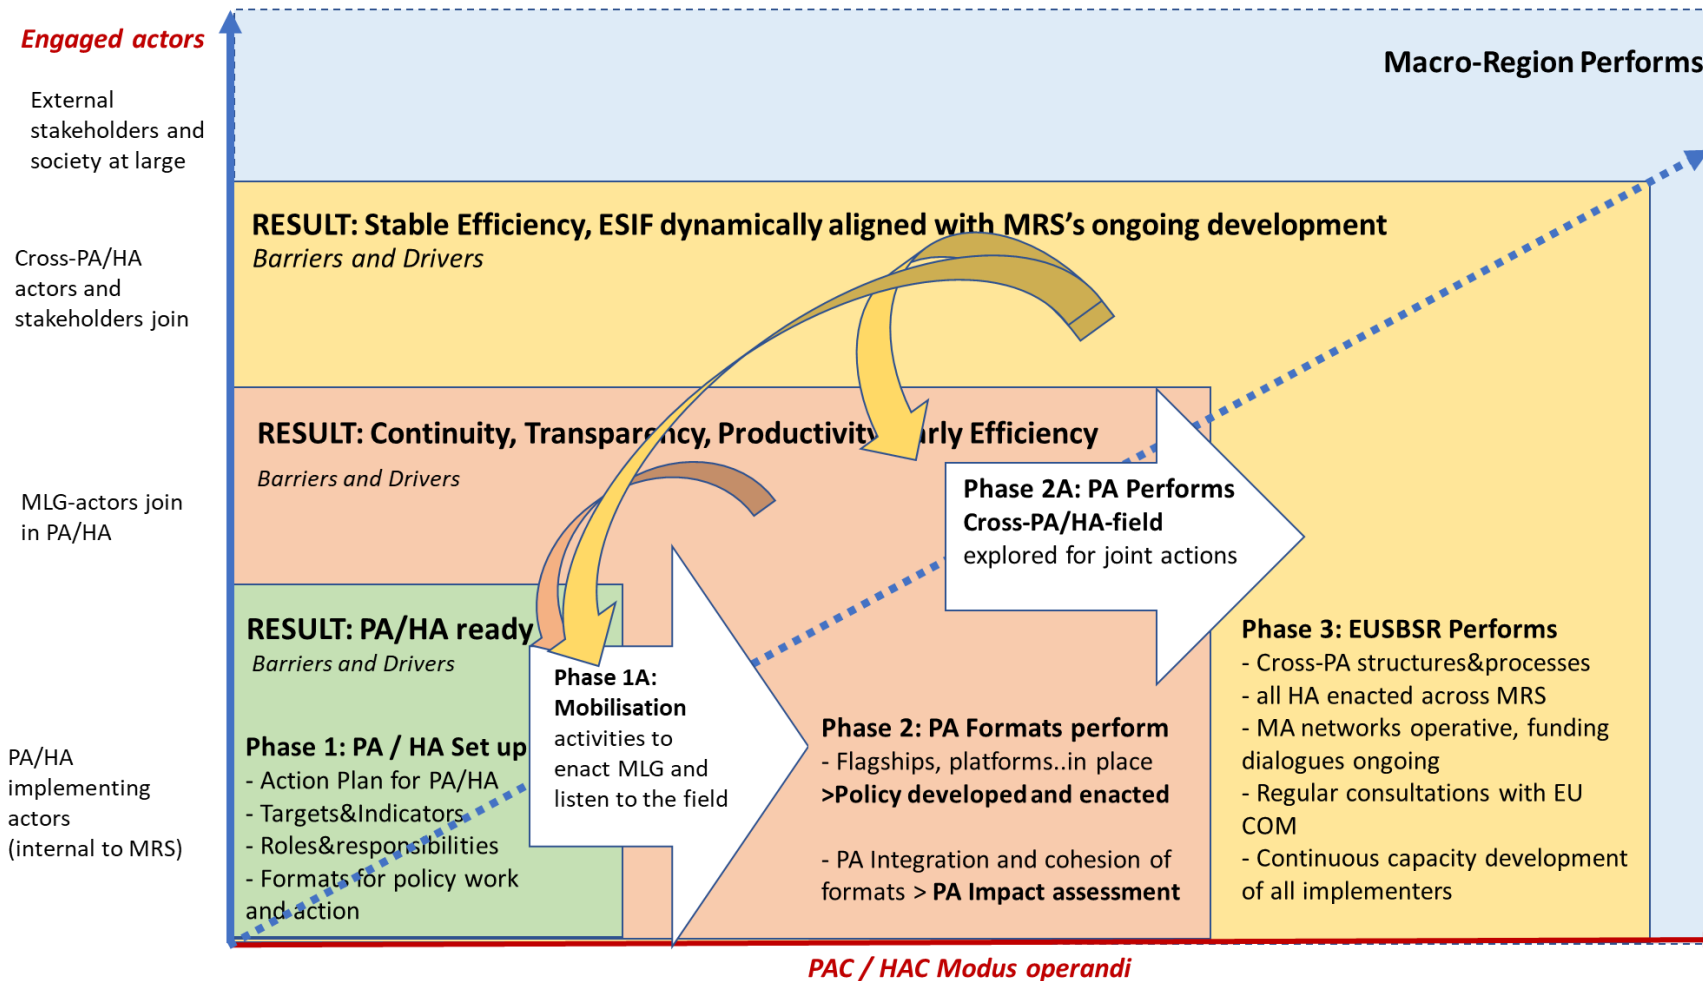 Engaged actors
External
stakeholders and
society at large
Cross-PA/HA
actors and
stakeholders join
MLG-actors join
in PA/HA
PA/HA
implementing
actors
(internal to MRS)
Macro-Region Performs
RESULT: Stable Efficiency, ESIF dynamically aligned with MRS's ongoing development
Barriers and Drivers
RESULT: Continuity, Transparency, Productivity, arly Efficiency
Barriers and Drivers
RESULT: PA/HA ready
Barriers and Drivers
Phase 1: PA / HA Set up
- Action Plan for PA/HA
- Targets&Indicators
- Roles&responsibilities
- Formats for policy work
and action
Phase 1A:
Mobilisation
activities to
enact MLG and
listen to the field
Phase 2: PA Formats perform
- Flagships, platforms..in place
>Policy developed and enacted
- PA Integration and cohesion of
formats > PA Impact assessment
Phase 2A: PA Performs
Cross-PA/HA-field
explored for joint actions
Phase 3: EUSBSR Performs
- Cross-PA structures&processes
- all HA enacted across MRS
- MA networks operative, funding
dialogues ongoing
- Regular consultations with EU
COM
- Continuous capacity development
of all implementers
PAC / HAC Modus operandi